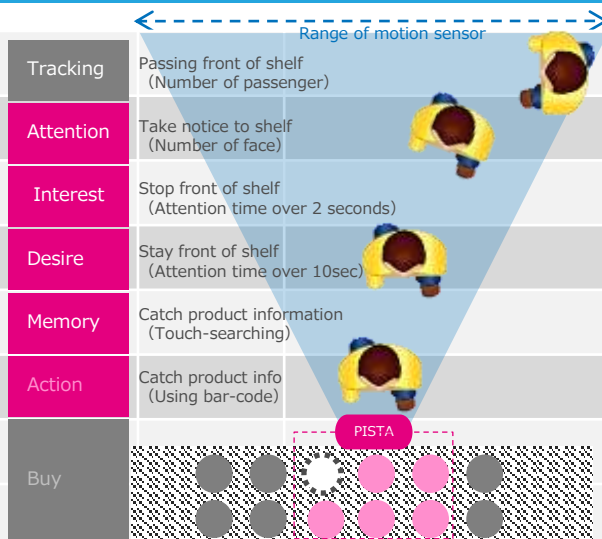 Range of motion sensor
Tracking
Passing front of shelf
（Number of passenger）
Attention
Take notice to shelf
（Number of face）
Interest
Stop front of shelf
（Attention time over 2 seconds）
Desire
Stay front of shelf
（Attention time over 10sec）
Memory
Catch product information
（Touch-searching）
Action
Catch product info
（Using bar-code）
PISTA
Buy